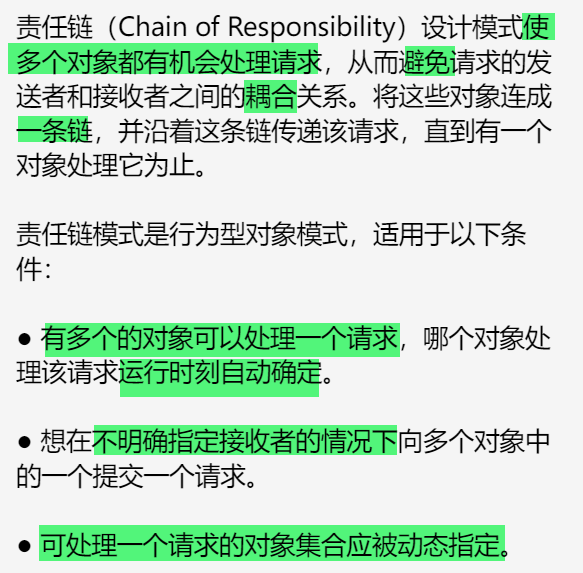 责任链（Chain of Responsibility）设计模式使
多个对象都有机会处理请求，从而避免请求的发
送者和接收者之间的耦合关系。将这些对象连成
一条链，并沿着这条链传递该请求，直到有一个
对象处理它为止。
责任链模式是行为型对象模式，适用于以下条
件：
● 有多个的对象可以处理一个请求，哪个对象处
理该请求运行时刻自动确定。
● 想在不明确指定接收者的情况下向多个对象中
的一个提交一个请求。
● 可处理一个请求的对象集合应被动态指定。